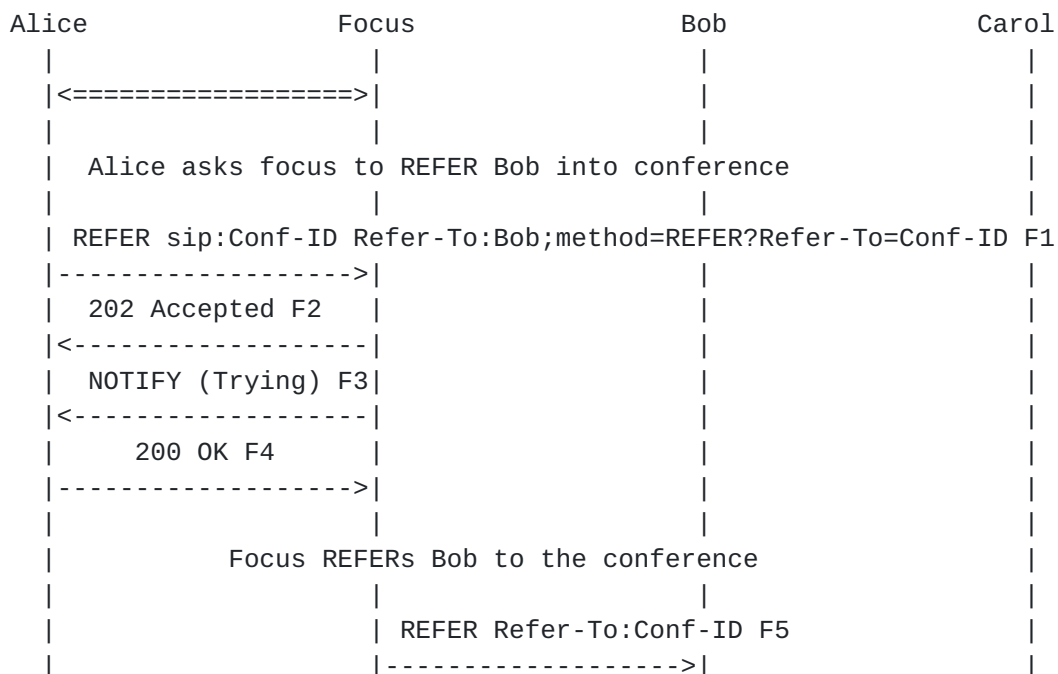 Alice                Focus                Bob                Carol
  |                    |                    |                    |
  |<==================>|                    |                    |
  |                    |                    |                    |
  |  Alice asks focus to REFER Bob into conference               |
  |                    |                    |                    |
  | REFER sip:Conf-ID Refer-To:Bob;method=REFER?Refer-To=Conf-ID F1
  |------------------->|                    |                    |
  |  202 Accepted F2   |                    |                    |
  |<-------------------|                    |                    |
  |  NOTIFY (Trying) F3|                    |                    |
  |<-------------------|                    |                    |
  |     200 OK F4      |                    |                    |
  |------------------->|                    |                    |
  |                    |                    |                    |
  |           Focus REFERs Bob to the conference                 |
  |                    |                    |                    |
  |                    | REFER Refer-To:Conf-ID F5               |
  |                    |------------------->|                    |